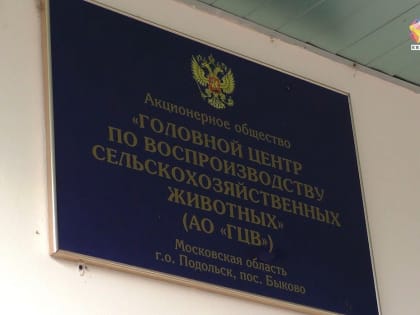 Акционерное общество
«ГОЛОВНОЙ ЦЕНТР
ПО ВОСПРОИЗВОДСТВУ
СЕЛЬСКОХОЗЯЙСТВЕННЫХ
ЖИВОТНЫХ»
(АО «ГЦВ»)
Московская область
г.о. Подольск, пос. Быково